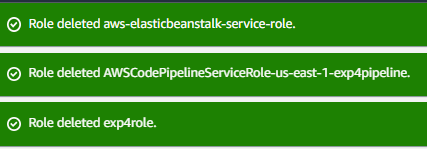 Role deleted aws-elasticbeanstalk-service-role.
Role deleted AWSCodePipelineServiceRole-us-east-1-exp4pipeline.
Role deleted exp4role.